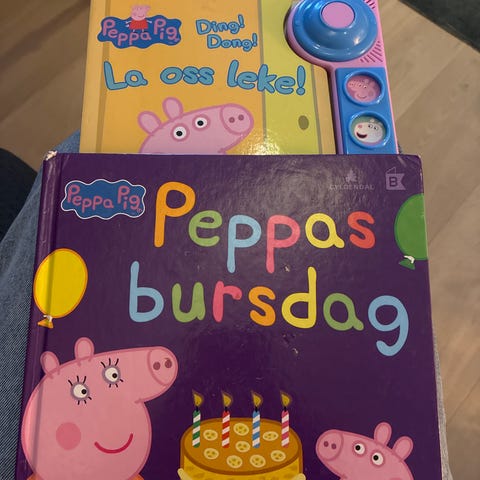 Peppa Pig
Ding!
Dong!
La oss leke!
GYLDENDAL
B
Peppa Pig
Peppas
bursdag